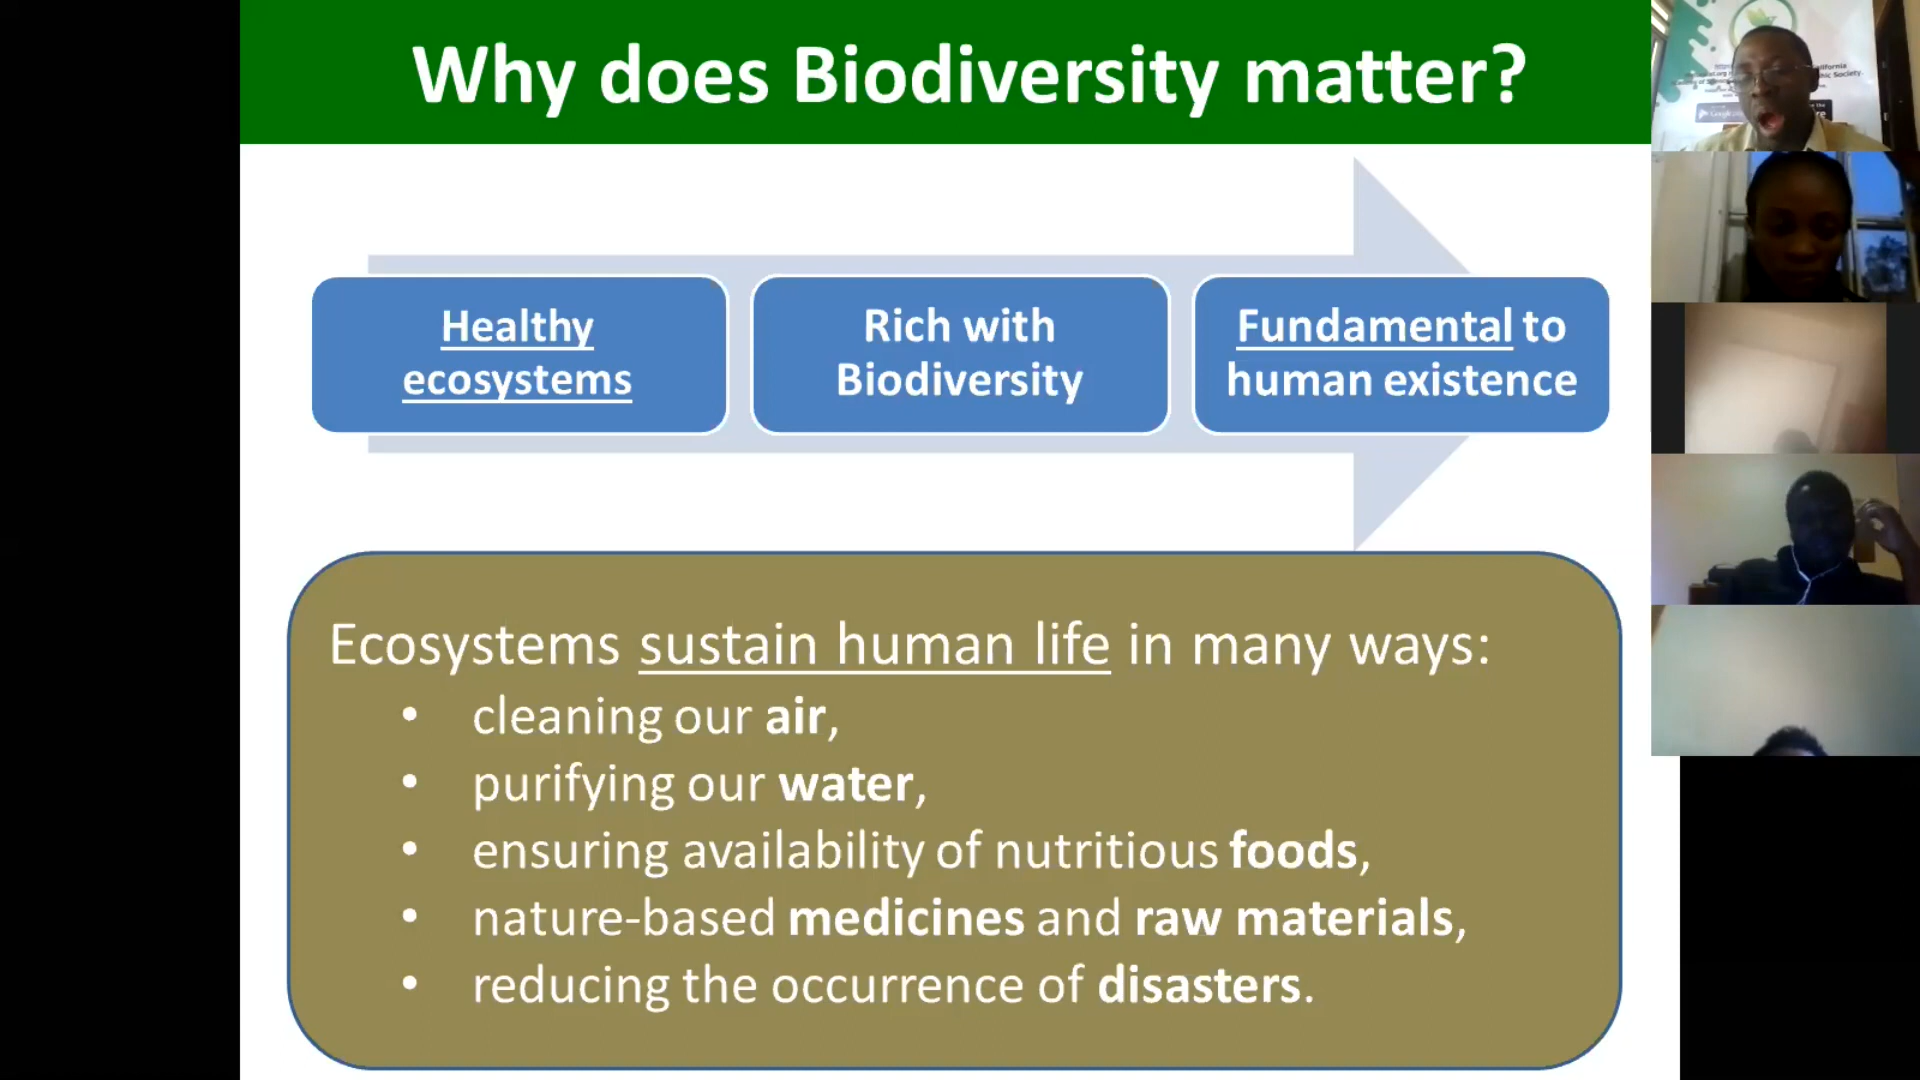 Why does Biodiversity matter?
Healthy
ecosystems
Rich with
Biodiversity
Fundamental to
human existence
Ecosystems sustain human life in many ways:
• cleaning our air,
• purifying our water,
• ensuring availability of nutritious foods,
• nature-based medicines and raw materials,
• reducing the occurrence of disasters.